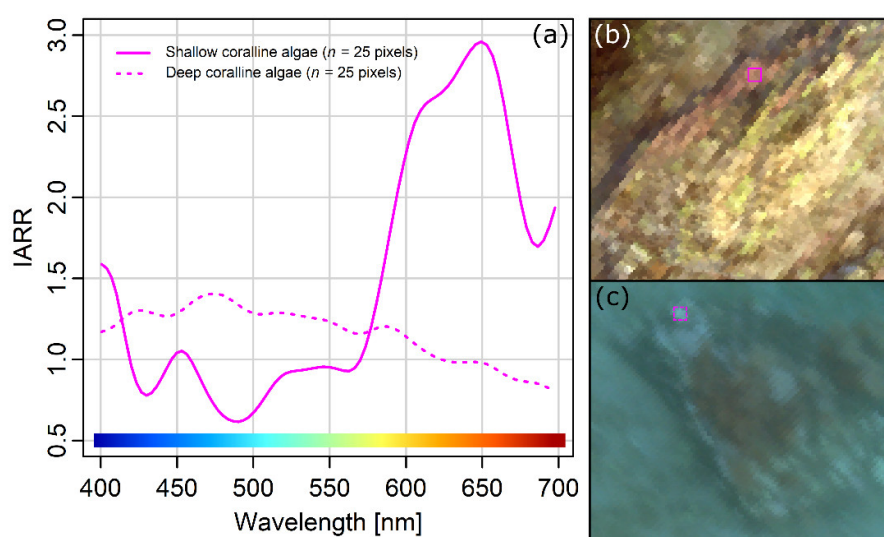 (a)
Shallow coralline algae (n = 25 pixels)
Deep coralline algae (n = 25 pixels)
3.0
2.5
2.0
1.5
1.0
0.5
IARR
400 450 500 550 600 650 700
Wavelength [nm]
(b)
(c)